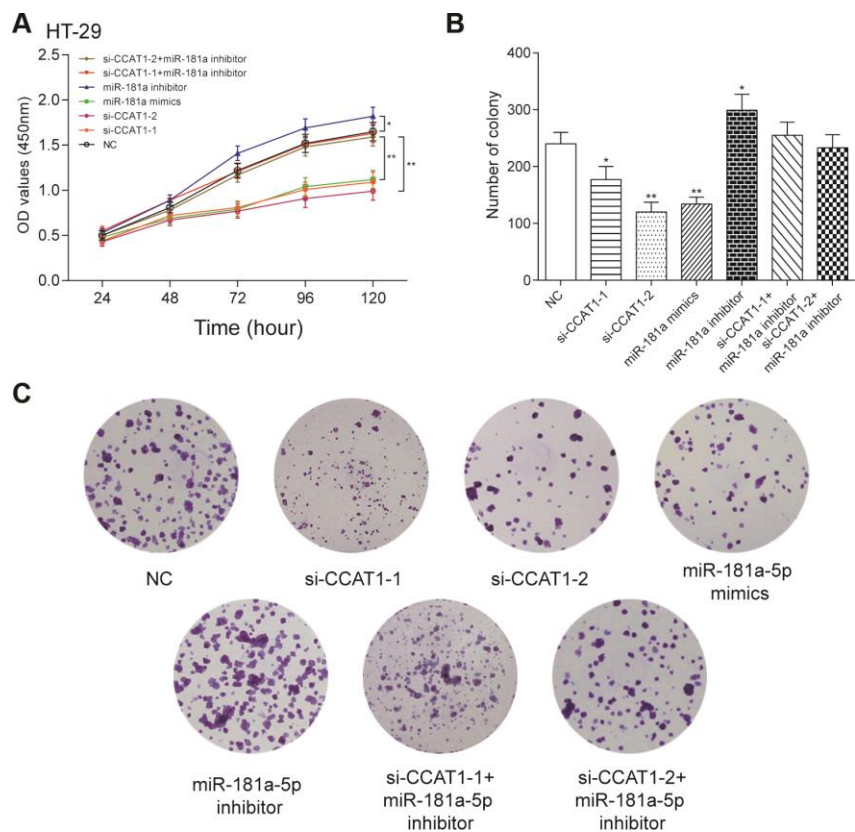 A
HT-29
si-CCAT1-2+miR-181a inhibitor
si-CCAT1-1+miR-181a inhibitor
miR-181a inhibitor
miR-181a mimics
si-CCAT1-2
si-CCAT1-1
NC
2.5
2.0
1.5
1.0
0.5
0.0
OD values (450nm)
*
**
**
24 48 72 96 120
Time (hour)
B
400
300
200
100
0
Number of colony
*
**
**
*
NC
si-CCAT1-1
si-CCAT1-2
miR-181a mimics
miR-181a inhibitor
si-CCAT1-1+
miR-181a inhibitor
si-CCAT1-2+
miR-181a inhibitor
C
NC
si-CCAT1-1
si-CCAT1-2
miR-181a-5p
mimics
miR-181a-5p
inhibitor
si-CCAT1-1+
miR-181a-5p
inhibitor
si-CCAT1-2+
miR-181a-5p
inhibitor